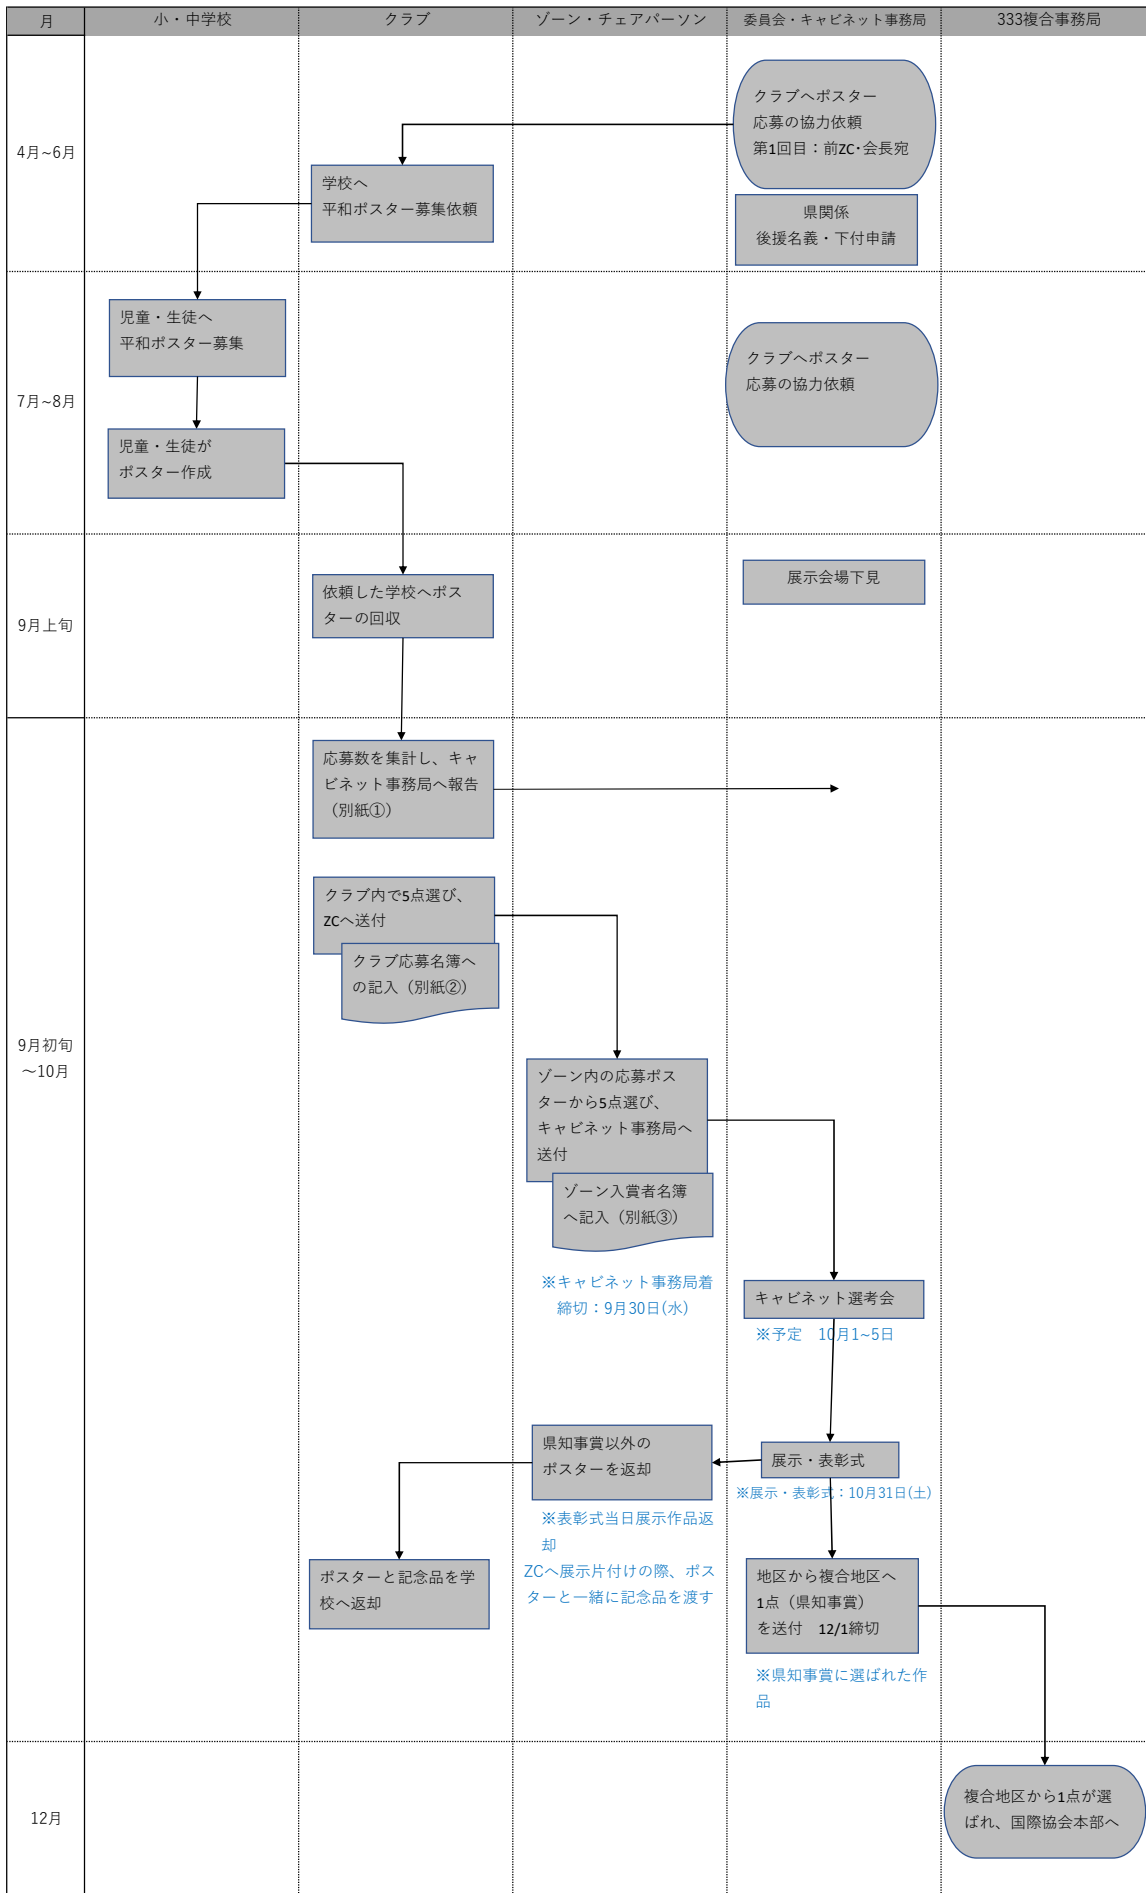 月
小・中学校
クラブ
ゾーン・チェアパーソン
委員会・キャビネット事務局
333複合事務局
4月~6月
クラブへポスター
応募の協力依頼
第1回目：前ZC・会長宛
学校へ
平和ポスター募集依頼
県関係
後援名義・下付申請
7月~8月
児童・生徒へ
平和ポスター募集
クラブへポスター
応募の協力依頼
児童・生徒が
ポスター作成
9月上旬
展示会場下見
依頼した学校へポス
ターの回収
9月初旬
～10月
応募数を集計し、キャ
ビネット事務局へ報告
（別紙①）
クラブ内で5点選び、
ZCへ送付
クラブ応募名簿へ
の記入（別紙②）
ゾーン内の応募ポス
ターから5点選び、
キャビネット事務局へ
送付
ゾーン入賞者名簿
へ記入（別紙③）
※キャビネット事務局着
締切：9月30日(水)
キャビネット選考会
※予定　10月1~5日
県知事賞以外の
ポスターを返却
展示・表彰式
※展示・表彰式：10月31日(土)
※表彰式当日展示作品返
却
ZCへ展示片付けの際、ポス
ターと一緒に記念品を渡す
ポスターと記念品を学
校へ返却
地区から複合地区へ
1点（県知事賞）
を送付　12/1締切
※県知事賞に選ばれた作
品
12月
複合地区から1点が選
ばれ、国際協会本部へ